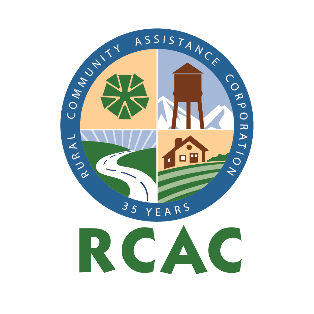 RURAL COMMUNITY ASSISTANCE CORPORATION
35 YEARS
RCAC